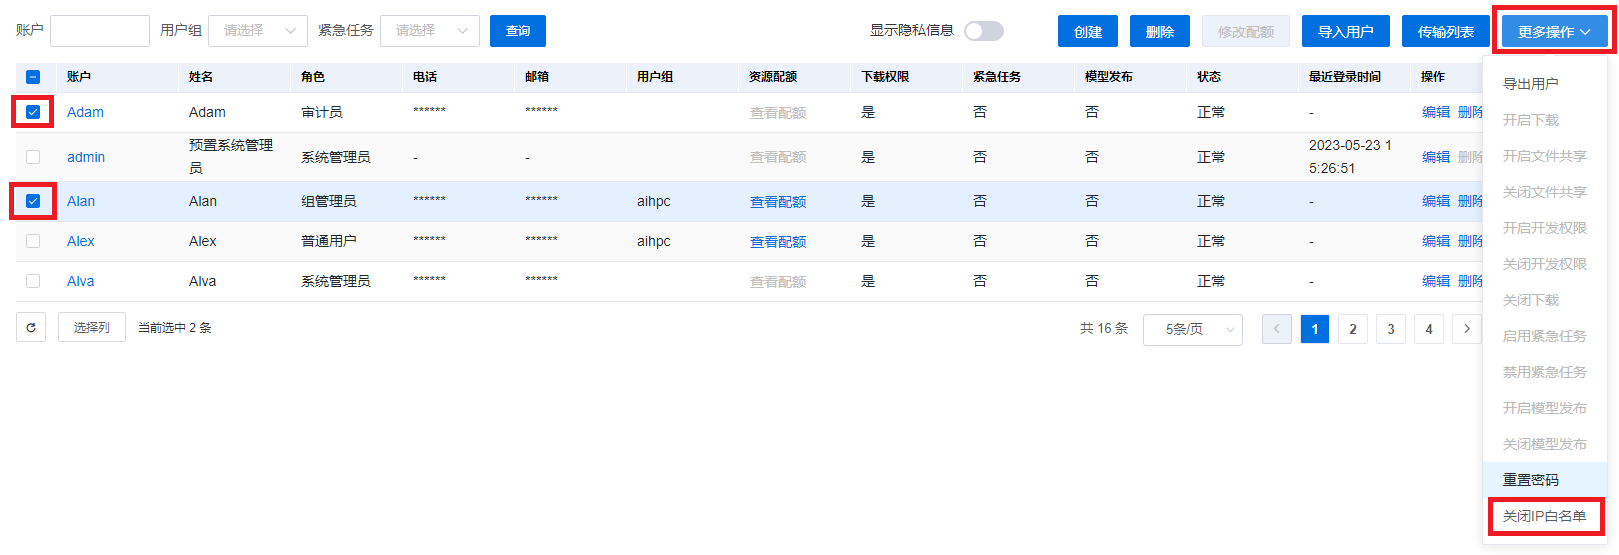 账户 用户组 请选择 紧急任务 请选择 查询 显示隐私信息 创建 删除 修改配额 导入用户 传输列表 更多操作
账户 姓名 角色 电话 邮箱 用户组 资源配额 下载权限 紧急任务 模型发布 状态 最近登录时间 操作
Adam Adam 审计员 ****** ****** 查看配额 是 否 否 正常 - 编辑 删除
admin 预置系统管理员 系统管理员 - - 查看配额 是 否 否 正常 2023-05-23 15:26:51 编辑 删除
Alan Alan 组管理员 ****** ****** aihpc 查看配额 是 否 否 正常 - 编辑 删除
Alex Alex 普通用户 ****** ****** aihpc 查看配额 是 否 否 正常 - 编辑 删除
Alva Alva 系统管理员 ****** ****** 查看配额 是 否 否 正常 - 编辑 删除
选择列 当前选中 2 条 共 16 条 5条/页 1 2 3 4
导出用户
开启下载
开启文件共享
关闭文件共享
开启开发权限
关闭开发权限
关闭下载
启用紧急任务
禁用紧急任务
开启模型发布
关闭模型发布
重置密码
关闭IP白名单